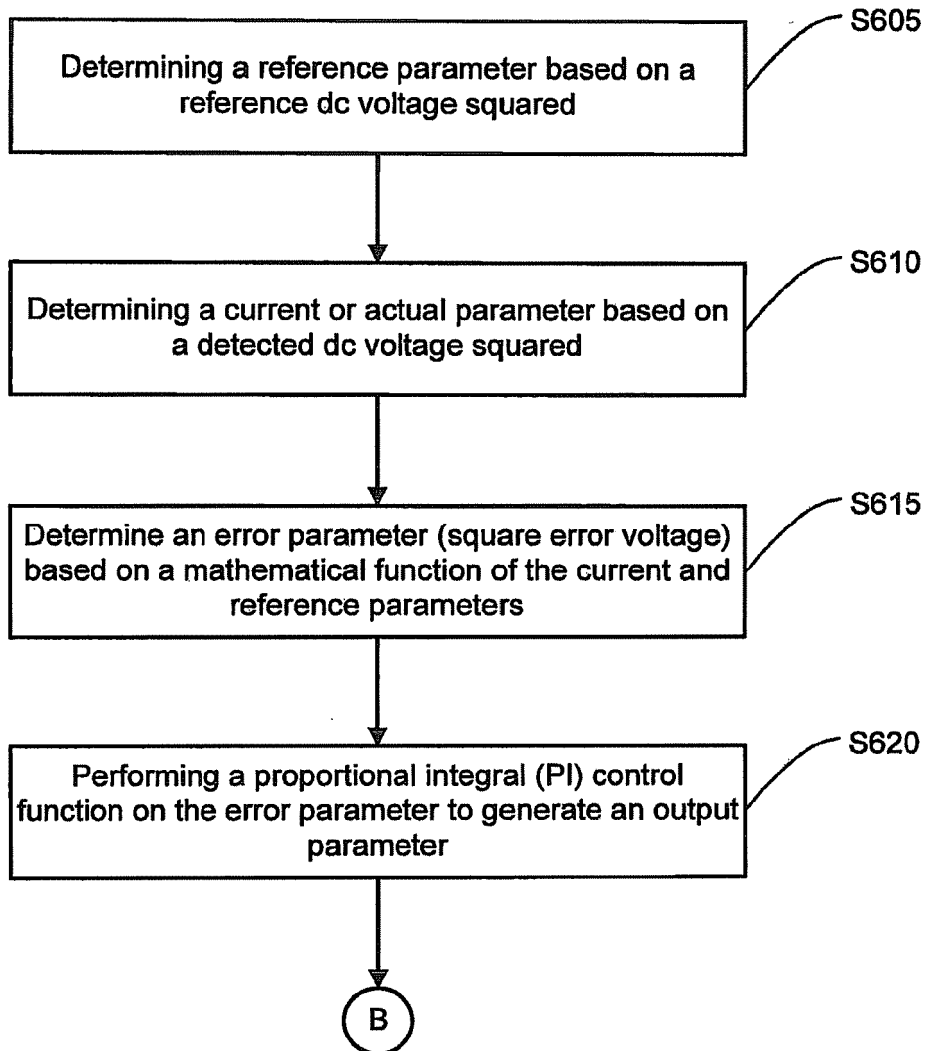 S605
Determining a reference parameter based on a
reference dc voltage squared
S610
Determining a current or actual parameter based on
a detected dc voltage squared
S615
Determine an error parameter (square error voltage)
based on a mathematical function of the current and
reference parameters
S620
Performing a proportional integral (PI) control
function on the error parameter to generate an output
parameter
B